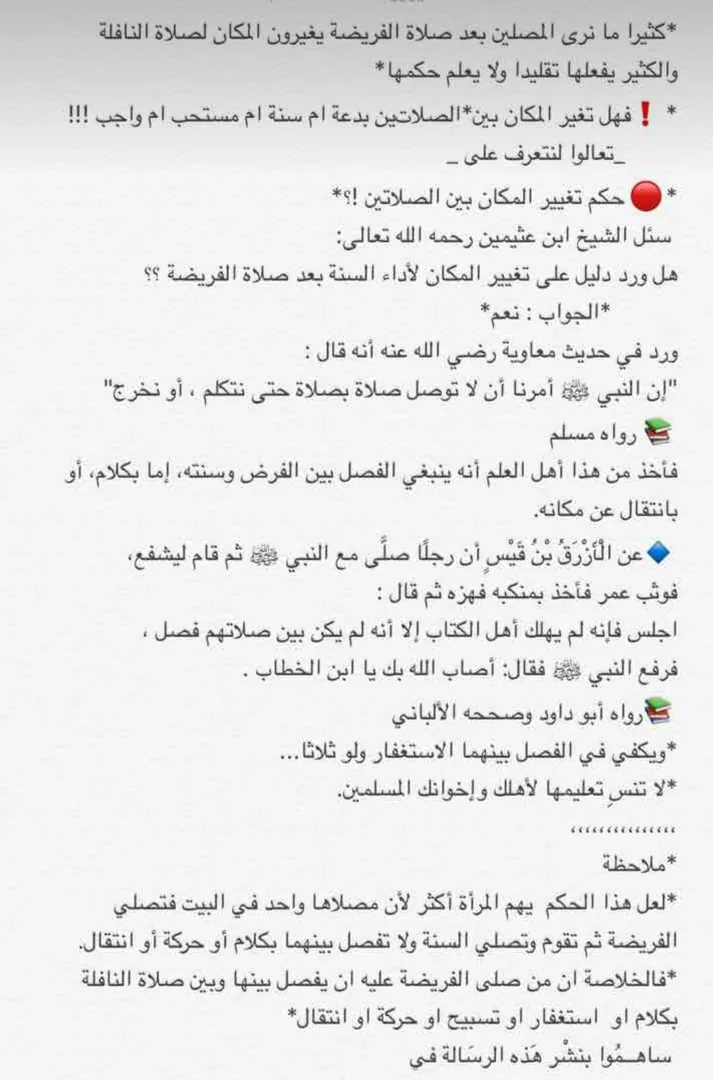 *كثيرا ما نرى المصلين بعد صلاة الفريضة يغيرون المكان لصلاة النافلة
والكثير يفعلها تقليدا ولا يعلم حكمها*
* ❗ فهل تغير المكان بين*الصلاتين بدعة ام سنة ام مستحب ام واجب !!!
_تعالوا لنتعرف على _
*🔴 حكم تغيير المكان بين الصلاتين !؟*
سئل الشيخ ابن عثيمين رحمه الله تعالى:
هل ورد دليل على تغيير المكان لأداء السنة بعد صلاة الفريضة ؟؟
*الجواب : نعم*
ورد في حديث معاوية رضي الله عنه أنه قال :
"إن النبي ﷺ أمرنا أن لا توصل صلاة بصلاة حتى نتكلم ، أو نخرج"
📚 رواه مسلم
فأخذ من هذا أهل العلم أنه ينبغي الفصل بين الفرض وسنته، إما بكلام، أو
بانتقال عن مكانه.
🔷عن الْأَزْرَقُ بْنُ قَيْسٍ أن رجلًا صلَّى مع النبي ﷺ ثم قام ليشفع،
فوثب عمر فأخذ بمنكبه فهزه ثم قال :
اجلس فإنه لم يهلك أهل الكتاب إلا أنه لم يكن بين صلاتهم فصل ،
فرفع النبي ﷺ فقال: أصاب الله بك يا ابن الخطاب .
📚رواه أبو داود وصححه الألباني
*ويكفي في الفصل بينهما الاستغفار ولو ثلاثا...
*لا تنسِ تعليمها لأهلك وإخوانك المسلمين.
،،،،،،،،،،،،،،،
*ملاحظة
*لعل هذا الحكم يهم المرأة أكثر لأن مصلاها واحد في البيت فتصلي
الفريضة ثم تقوم وتصلي السنة ولا تفصل بينهما بكلام أو حركة أو انتقال.
*فالخلاصة ان من صلى الفريضة عليه ان يفصل بينها وبين صلاة النافلة
بكلام او استغفار او تسبيح او حركة او انتقال*
ساهـمُوا بنشْر هَذه الرسَالة في